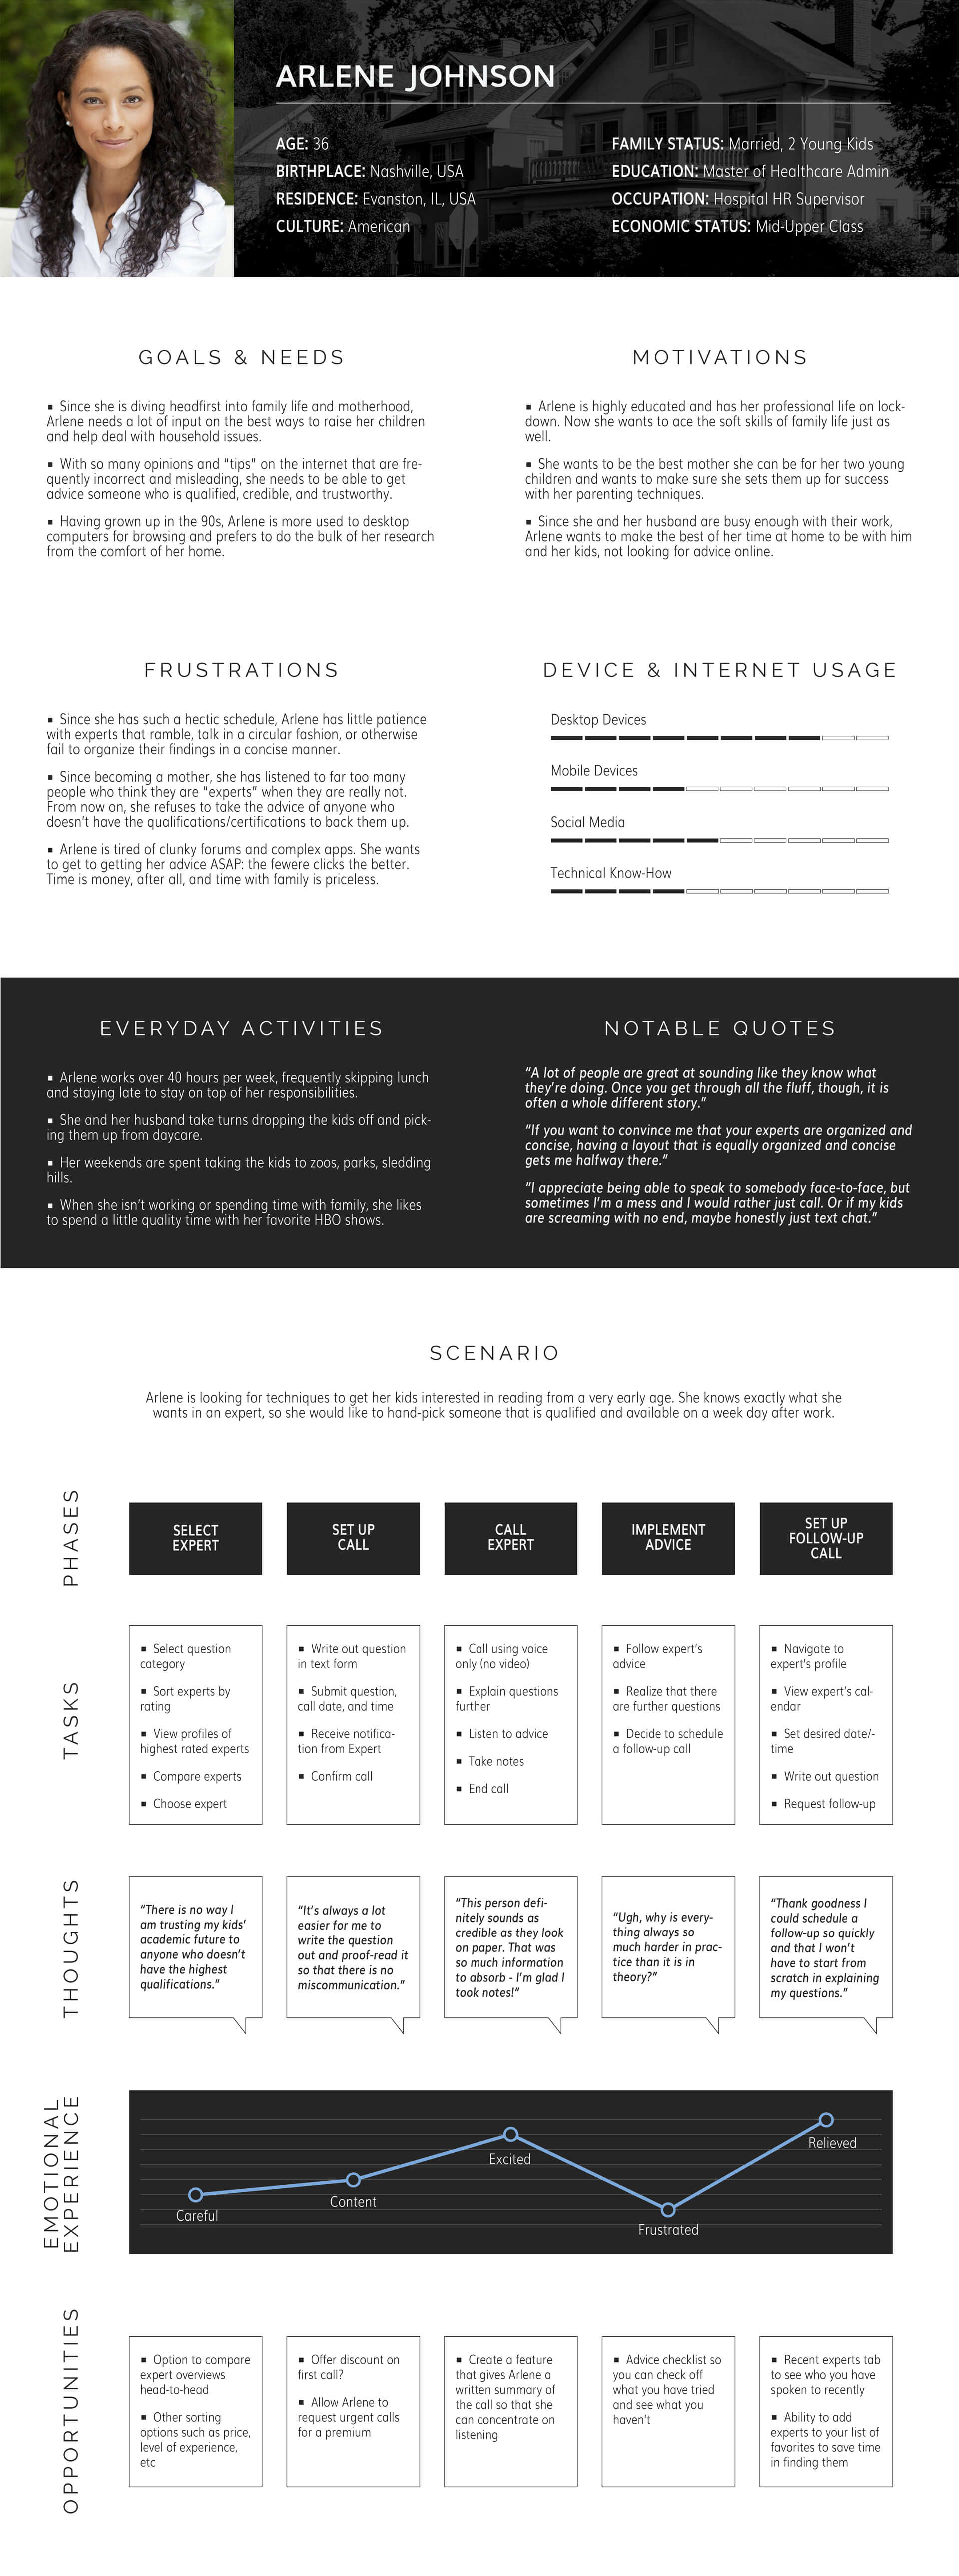 ARLENE JOHNSON
AGE: 36
BIRTHPLACE: Nashville, USA
RESIDENCE: Evanston, IL, USA
CULTURE: American
FAMILY STATUS: Married, 2 Young Kids
EDUCATION: Master of Healthcare Admin
OCCUPATION: Hospital HR Supervisor
ECONOMIC STATUS: Mid-Upper Class
GOALS & NEEDS
▪ Since she is diving headfirst into family life and motherhood,
Arlene needs a lot of input on the best ways to raise her children
and help deal with household issues.
▪ With so many opinions and “tips” on the internet that are fre-
quently incorrect and misleading, she needs to be able to get
advice someone who is qualified, credible, and trustworthy.
▪ Having grown up in the 90s, Arlene is more used to desktop
computers for browsing and prefers to do the bulk of her research
from the comfort of her home.
MOTIVATIONS
▪ Arlene is highly educated and has her professional life on lock-
down. Now she wants to ace the soft skills of family life just as
well.
▪ She wants to be the best mother she can be for her two young
children and wants to make sure she sets them up for success
with her parenting techniques.
▪ Since she and her husband are busy enough with their work,
Arlene wants to make the best of her time at home to be with him
and her kids, not looking for advice online.
FRUSTRATIONS
▪ Since she has such a hectic schedule, Arlene has little patience
with experts that ramble, talk in a circular fashion, or otherwise
fail to organize their findings in a concise manner.
▪ Since becoming a mother, she has listened to far too many
people who think they are “experts” when they are really not.
From now on, she refuses to take the advice of anyone who
doesn’t have the qualifications/certifications to back them up.
▪ Arlene is tired of clunky forums and complex apps. She wants
to get to getting her advice ASAP: the fewere clicks the better.
Time is money, after all, and time with family is priceless.
DEVICE & INTERNET USAGE
Desktop Devices
Mobile Devices
Social Media
Technical Know-How
EVERYDAY ACTIVITIES
▪ Arlene works over 40 hours per week, frequently skipping lunch
and staying late to stay on top of her responsibilities.
▪ She and her husband take turns dropping the kids off and pick-
ing them up from daycare.
▪ Her weekends are spent taking the kids to zoos, parks, sledding
hills.
▪ When she isn’t working or spending time with family, she likes
to spend a little quality time with her favorite HBO shows.
NOTABLE QUOTES
“A lot of people are great at sounding like they know what
they’re doing. Once you get through all the fluff, though, it is
often a whole different story.”
“If you want to convince me that your experts are organized and
concise, having a layout that is equally organized and concise
gets me halfway there.”
“I appreciate being able to speak to somebody face-to-face, but
sometimes I’m a mess and I would rather just call. Or if my kids
are screaming with no end, maybe honestly just text chat.”
SCENARIO
Arlene is looking for techniques to get her kids interested in reading from a very early age. She knows exactly what she
wants in an expert, so she would like to hand-pick someone that is qualified and available on a week day after work.
PHASES
SELECT
EXPERT
SET UP
CALL
CALL
EXPERT
IMPLEMENT
ADVICE
SET UP
FOLLOW-UP
CALL
TASKS
▪ Select question
category
▪ Sort experts by
rating
▪ View profiles of
highest rated experts
▪ Compare experts
▪ Choose expert
▪ Write out question
in text form
▪ Submit question,
call date, and time
▪ Receive notifica-
tion from Expert
▪ Confirm call
▪ Call using voice
only (no video)
▪ Explain questions
further
▪ Listen to advice
▪ Take notes
▪ End call
▪ Follow expert’s
advice
▪ Realize that there
are further questions
▪ Decide to schedule
a follow-up call
▪ Navigate to
expert’s profile
▪ View expert’s cal-
endar
▪ Set desired date/-
time
▪ Write out question
▪ Request follow-up
THOUGHTS
“There is no way I
am trusting my kids’
academic future to
anyone who doesn’t
have the highest
qualifications.”
“It’s always a lot
easier for me to
write the question
out and proof-read it
so that there is no
miscommunication.”
“This person defi-
nitely sounds as
credible as they look
on paper. That was
so much information
to absorb - I’m glad I
took notes!”
“Ugh, why is every-
thing always so
much harder in prac-
tice than it is in
theory?”
“Thank goodness I
could schedule a
follow-up so quickly
and that I won’t
have to start from
scratch in explaining
my questions.”
EMOTIONAL
EXPERIENCE
Careful
Content
Excited
Frustrated
Relieved
OPPORTUNITIES
▪ Option to compare
expert overviews
head-to-head
▪ Other sorting
options such as price,
level of experience,
etc
▪ Offer discount on
first call?
▪ Allow Arlene to
request urgent calls
for a premium
▪ Create a feature
that gives Arlene a
written summary of
the call so that she
can concentrate on
listening
▪ Advice checklist so
you can check off
what you have tried
and see what you
haven’t
▪ Recent experts tab
to see who you have
spoken to recently
▪ Ability to add
experts to your list of
favorites to save time
in finding them